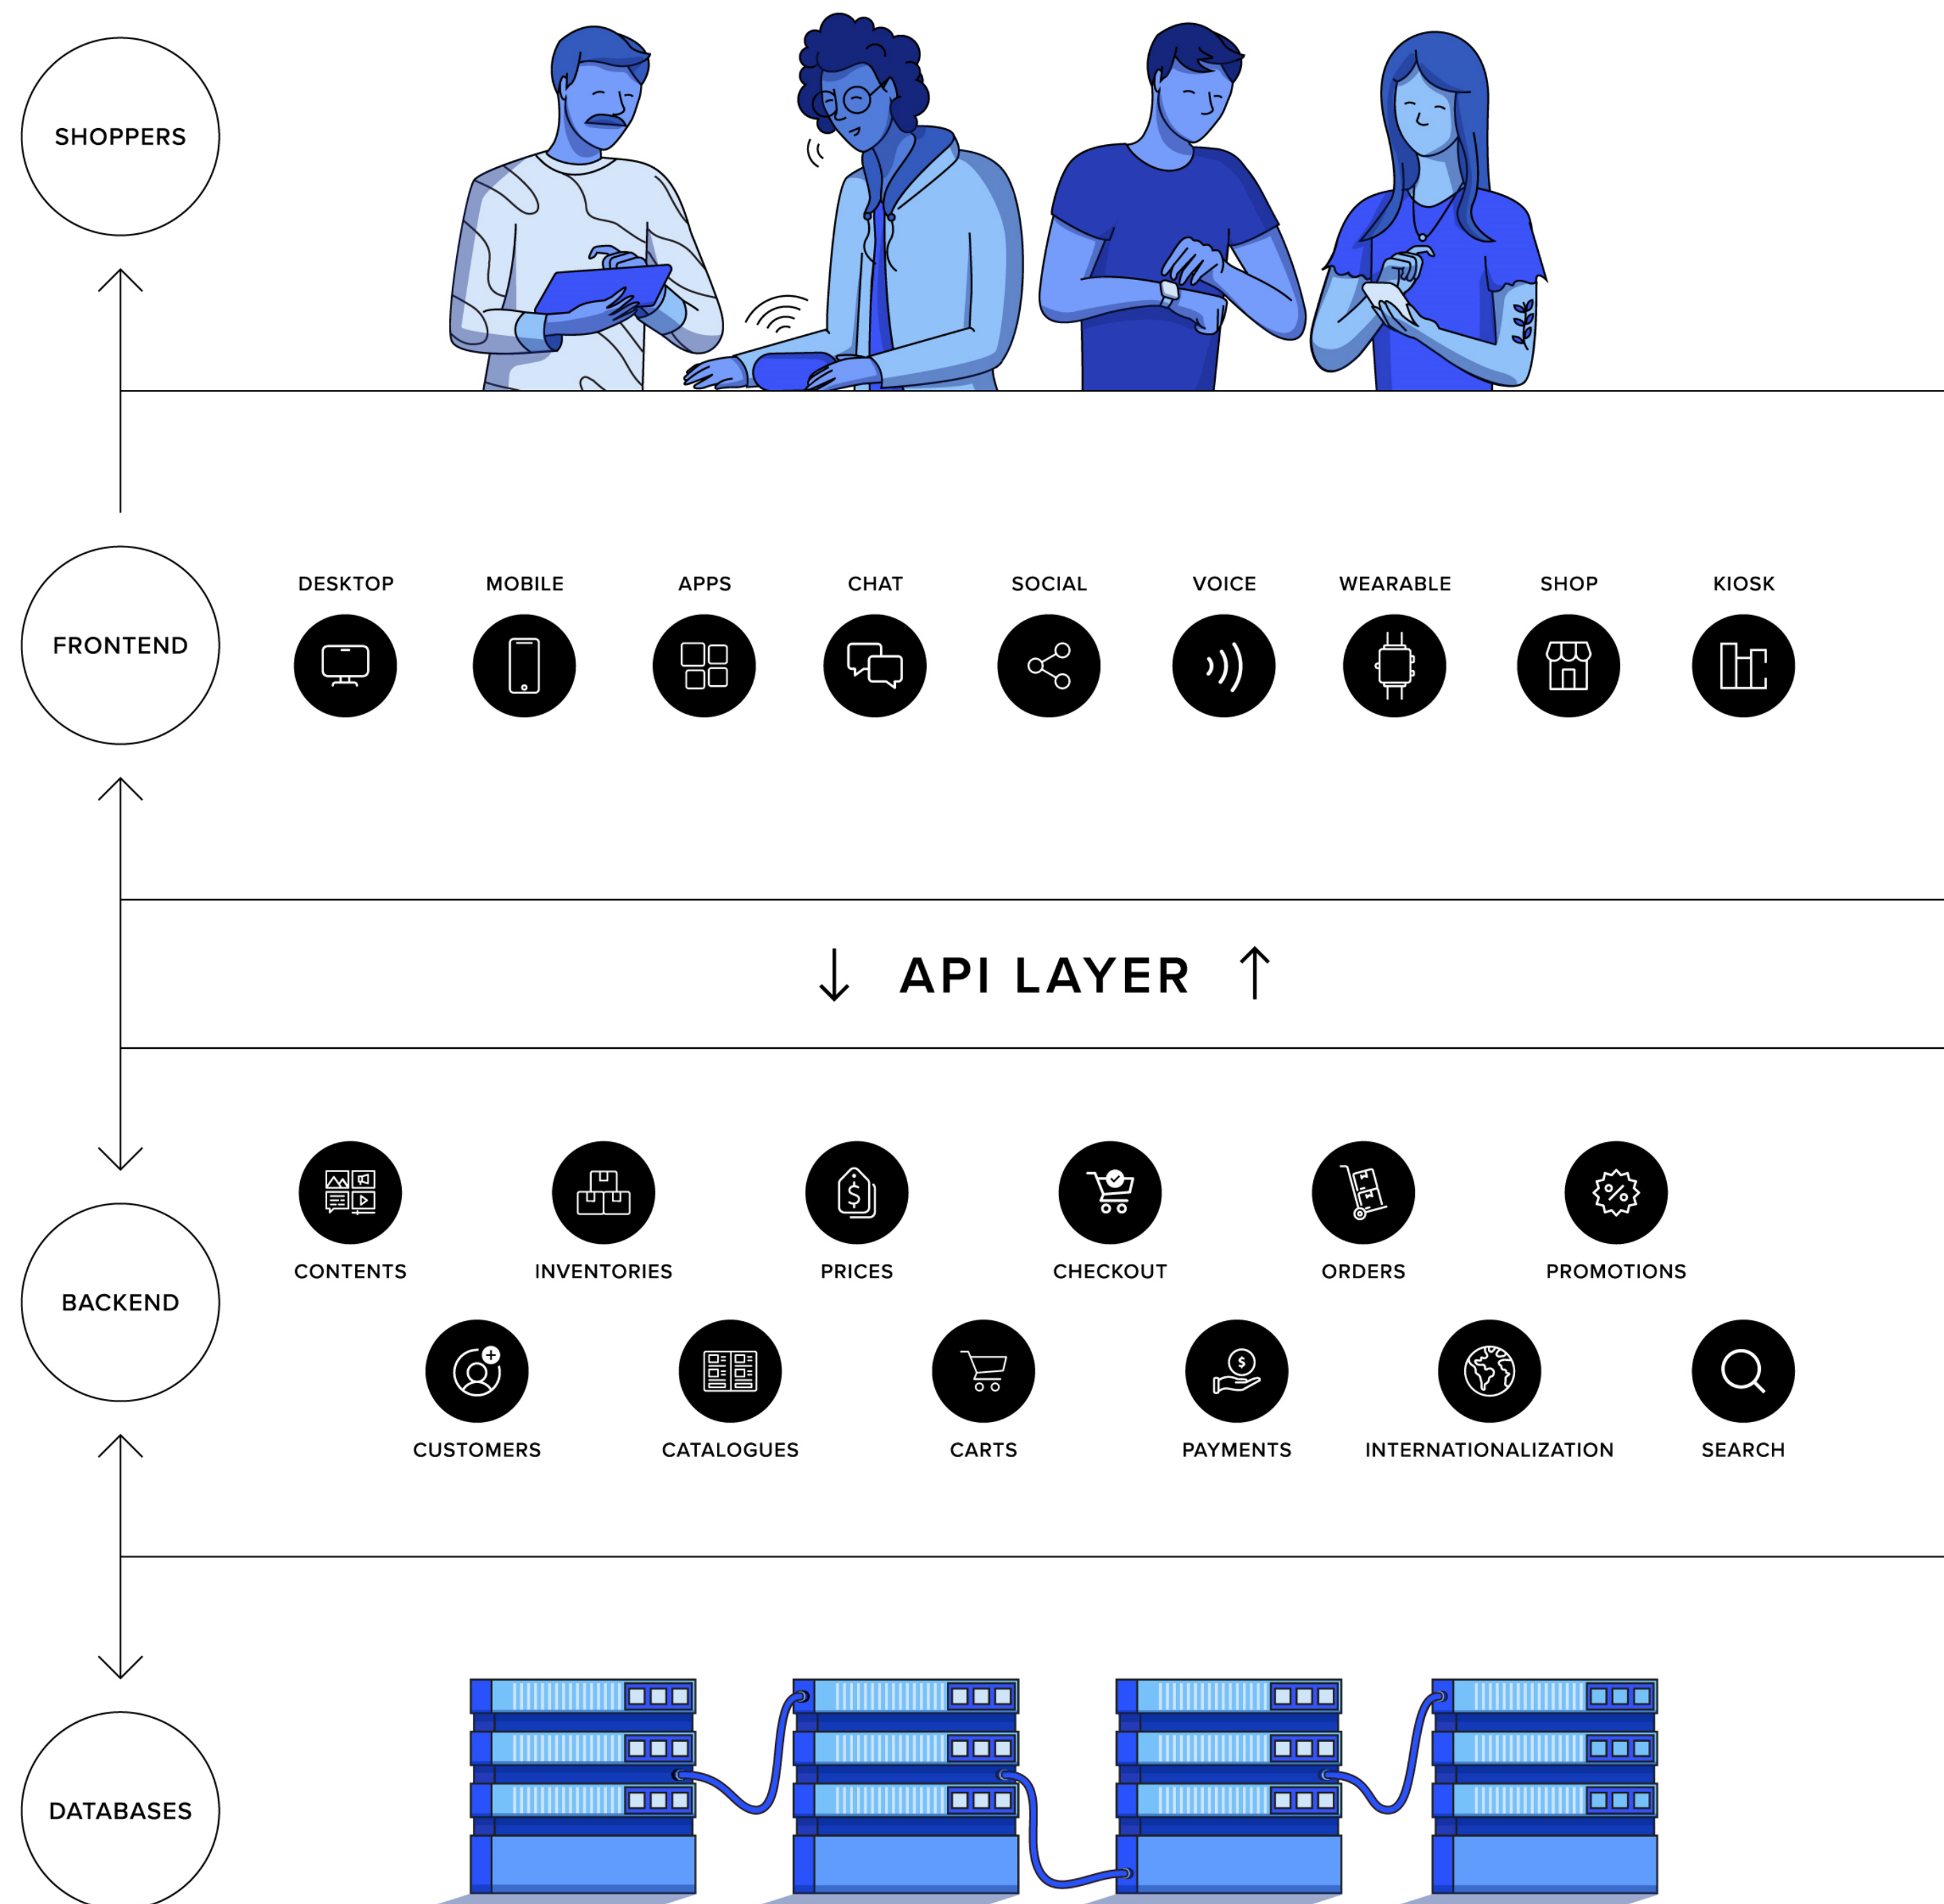 SHOPPERS
FRONTEND
DESKTOP
MOBILE
APPS
CHAT
SOCIAL
VOICE
WEARABLE
SHOP
KIOSK
API LAYER
BACKEND
CONTENTS
INVENTORIES
PRICES
CHECKOUT
ORDERS
PROMOTIONS
CUSTOMERS
CATALOGUES
CARTS
PAYMENTS
INTERNATIONALIZATION
SEARCH
DATABASES